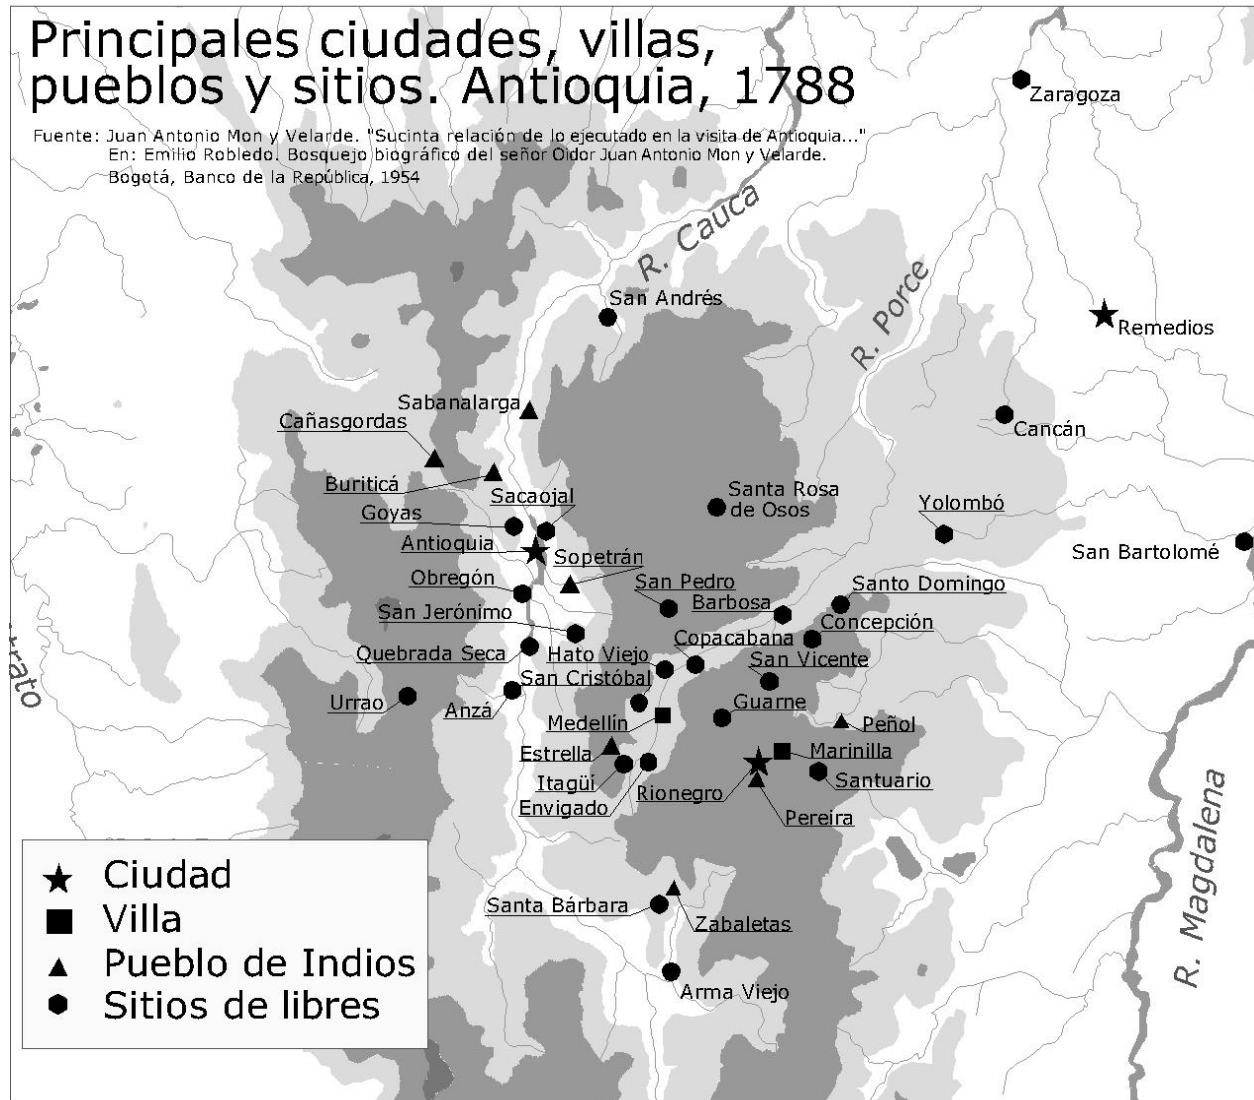 Principales ciudades, villas,
pueblos y sitios. Antioquia, 1788
Fuente: Juan Antonio Mon y Velarde. "Sucinta relación de lo ejecutado en la visita de Antioquia..."
En: Emilio Robledo. Bosquejo biográfico del señor Oidor Juan Antonio Mon y Velarde.
Bogotá, Banco de la República, 1954
Zaragoza
R. Cauca
R. Porce
San Andrés
Remedios
Sabanalarga
Cañasgordas
Cancán
Buriticá
Sacaojal
Santa Rosa
de Osos
Yolombó
Goyas
Antioquia
Sopetrán
San Bartolomé
Obregón
San Pedro
Santo Domingo
Barbosa
San Jerónimo
Concepción
Copacabana
Quebrada Seca
Hato Viejo
San Vicente
San Cristóbal
Urrao
Anzá
Guarne
Medellín
Peñol
Estrella
Marinilla
Itagüí
Santuario
Envigado
Rionegro
Pereira
rrato
R. Magdalena
Santa Bárbara
Zabaletas
Arma Viejo
Ciudad
Villa
Pueblo de Indios
Sitios de libres